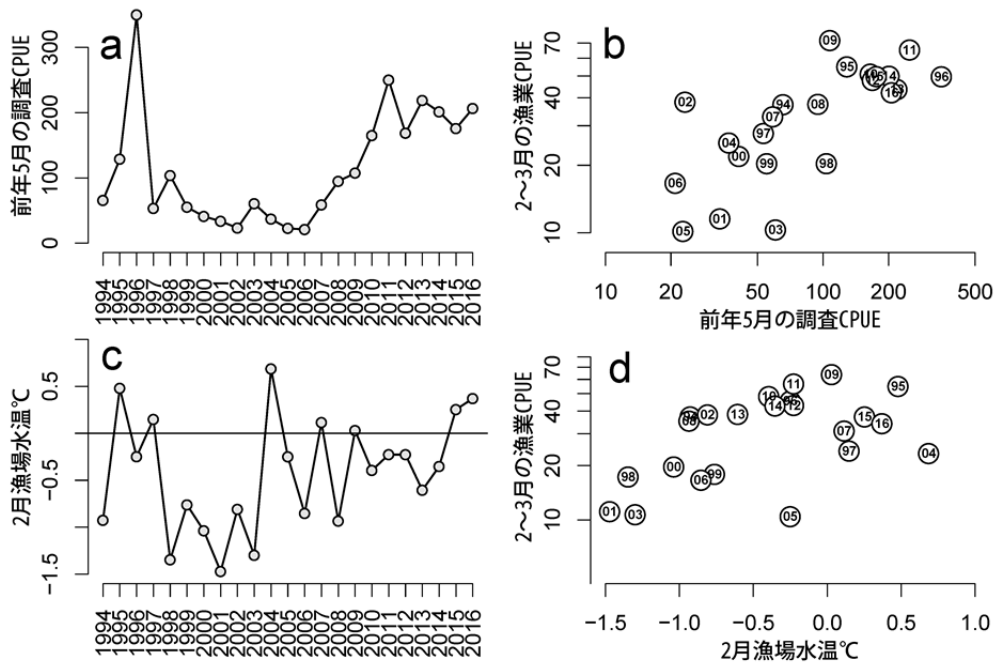 a
前年5月の調査CPUE
0 100 200 300
1994 1995 1996 1997 1998 1999 2000 2001 2002 2003 2004 2005 2006 2007 2008 2009 2010 2011 2012 2013 2014 2015 2016
b
2〜3月の漁業CPUE
10 20 40 70
09 11 95 14 96 13 16 02 94 08 07 97 04 00 99 98 06 01 05 03
10 20 50 100 200 500
前年5月の調査CPUE
c
2月漁場水温℃
−1.5 −0.5 0.5
1994 1995 1996 1997 1998 1999 2000 2001 2002 2003 2004 2005 2006 2007 2008 2009 2010 2011 2012 2013 2014 2015 2016
d
2〜3月の漁業CPUE
10 20 40 70
09 11 95 10 14 12 02 13 08 15 16 07 97 04 00 99 06 98 01 03 05
−1.5 −1.0 −0.5 0.0 0.5 1.0
2月漁場水温℃